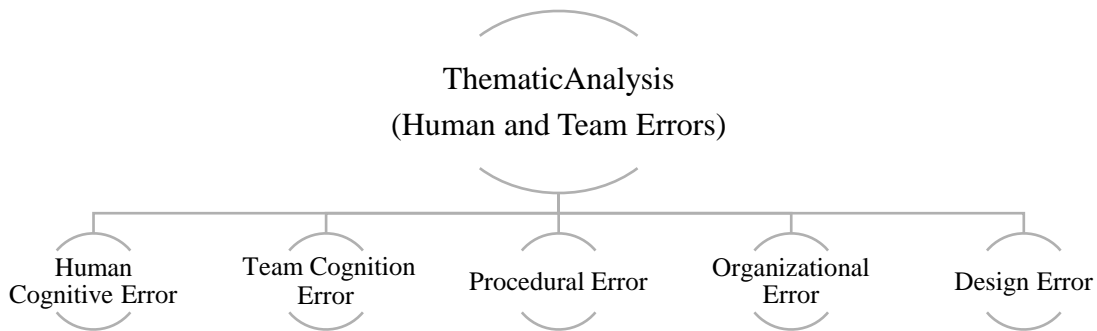 ThematicAnalysis
(Human and Team Errors)
Human
Cognitive Error
Team Cognition
Error
Procedural Error
Organizational
Error
Design Error